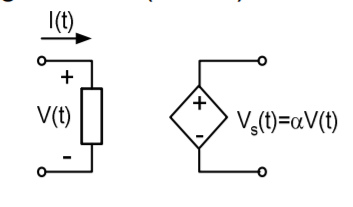 I(t)
+
V(t)
-
+
-
V_s(t)=αV(t)